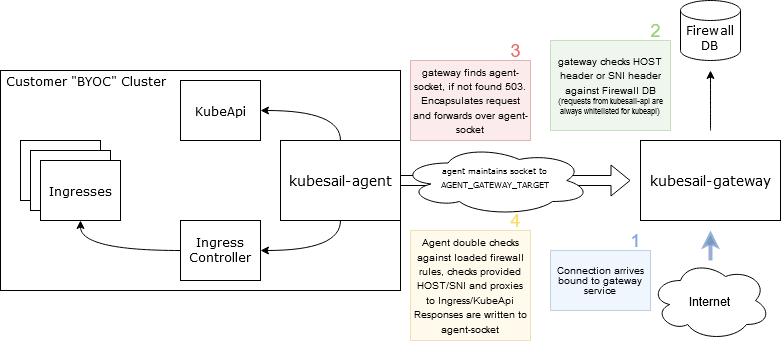 Firewall
DB
2
gateway checks HOST
header or SNI header
against Firewall DB
(requests from kubesail-api are
always whitelisted for kubeapi)
3
gateway finds agent-
socket, if not found 503.
Encapsulates request
and forwards over agent-
socket
Customer "BYOC" Cluster
KubeApi
Ingresses
kubesail-agent
agent maintains socket to
AGENT_GATEWAY_TARGET
kubesail-gateway
Ingress
Controller
4
Agent double checks
against loaded firewall
rules, checks provided
HOST/SNI and proxies
to Ingress/KubeApi
Responses are written to
agent-socket
1
Connection arrives
bound to gateway
service
Internet